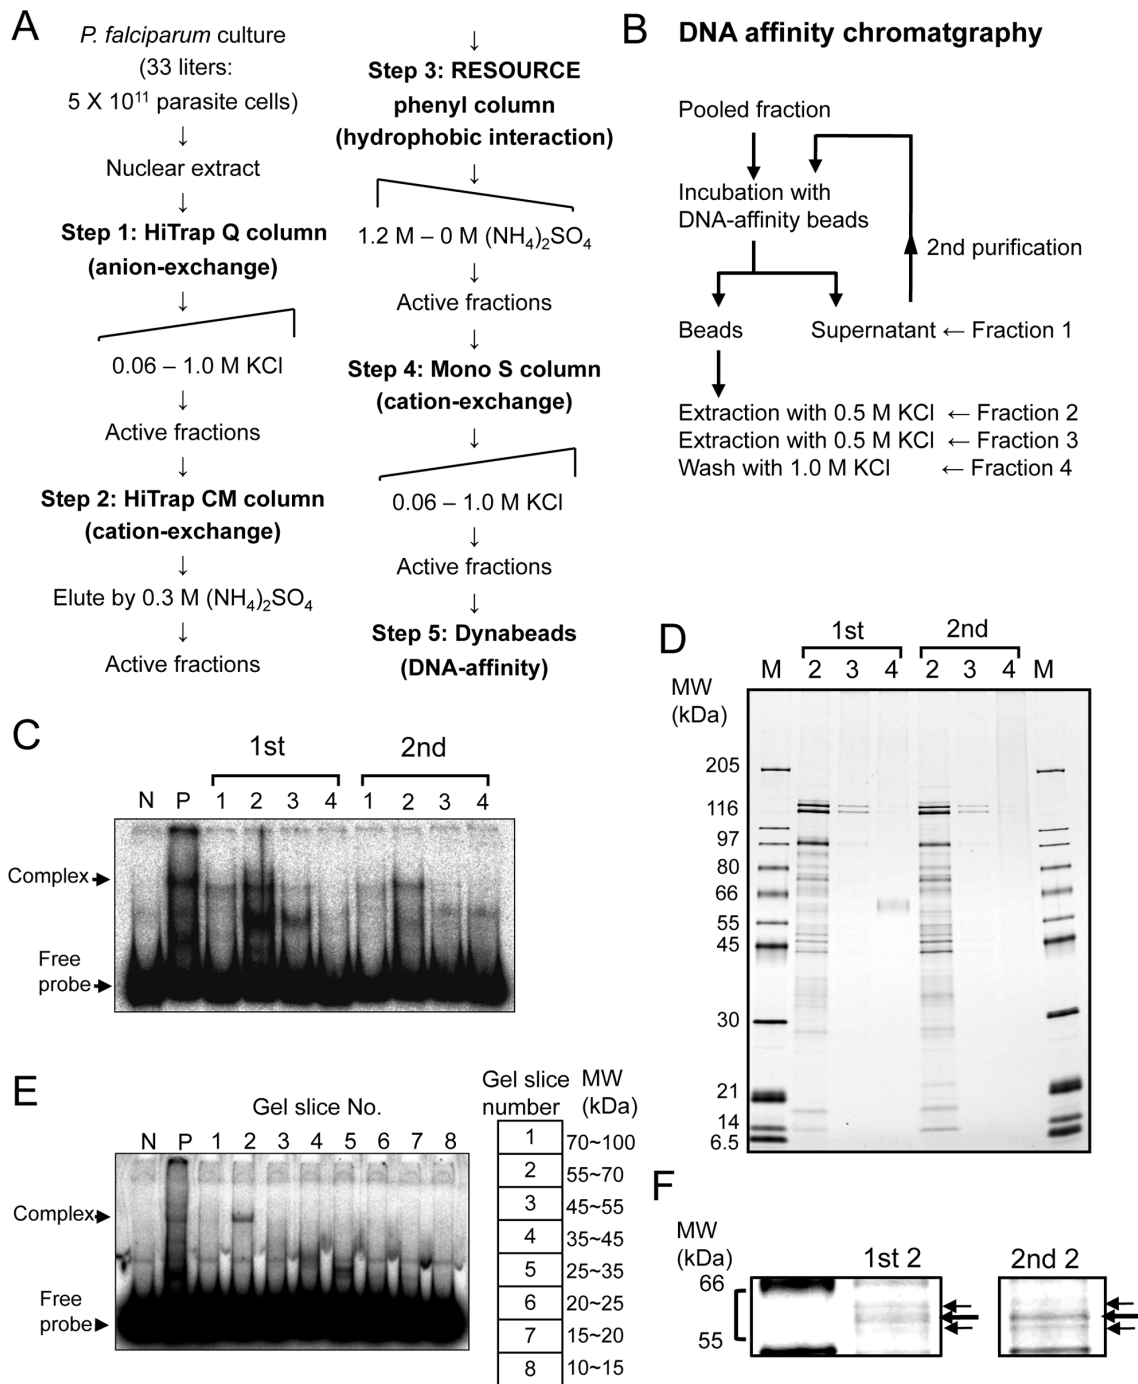 A
P. falciparum culture
(33 liters:
5 X 10¹¹ parasite cells)
↓
Nuclear extract
↓
Step 1: HiTrap Q column
(anion-exchange)
↓
0.06 – 1.0 M KCl
↓
Active fractions
↓
Step 2: HiTrap CM column
(cation-exchange)
↓
Elute by 0.3 M (NH₄)₂SO₄
↓
Active fractions
↓
Step 3: RESOURCE
phenyl column
(hydrophobic interaction)
↓
1.2 M – 0 M (NH₄)₂SO₄
↓
Active fractions
↓
Step 4: Mono S column
(cation-exchange)
↓
0.06 – 1.0 M KCl
↓
Active fractions
↓
Step 5: Dynabeads
(DNA-affinity)
B DNA affinity chromatgraphy
Pooled fraction
Incubation with
DNA-affinity beads
2nd purification
Beads Supernatant ← Fraction 1
Extraction with 0.5 M KCl ← Fraction 2
Extraction with 0.5 M KCl ← Fraction 3
Wash with 1.0 M KCl ← Fraction 4
C
1st 2nd
N P 1 2 3 4 1 2 3 4
Complex
Free
probe
D
1st 2nd
M 2 3 4 2 3 4 M
MW
(kDa)
205
116
97
80
66
55
45
30
21
14
6.5
E
Gel slice No.
N P 1 2 3 4 5 6 7 8
Complex
Free
probe
Gel slice MW
number (kDa)
1 70~100
2 55~70
3 45~55
4 35~45
5 25~35
6 20~25
7 15~20
8 10~15
F
MW
(kDa)
1st 2 2nd 2
66
55